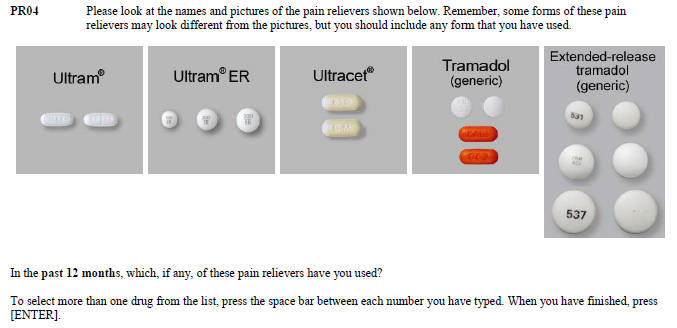 PR04 Please look at the names and pictures of the pain relievers shown below. Remember, some forms of these pain
relievers may look different from the pictures, but you should include any form that you have used.
Ultram®
Ultram® ER
Ultracet®
Tramadol
(generic)
Extended-release
tramadol
(generic)
531
537
In the past 12 months, which, if any, of these pain relievers have you used?
To select more than one drug from the list, press the space bar between each number you have typed. When you have finished, press
[ENTER].